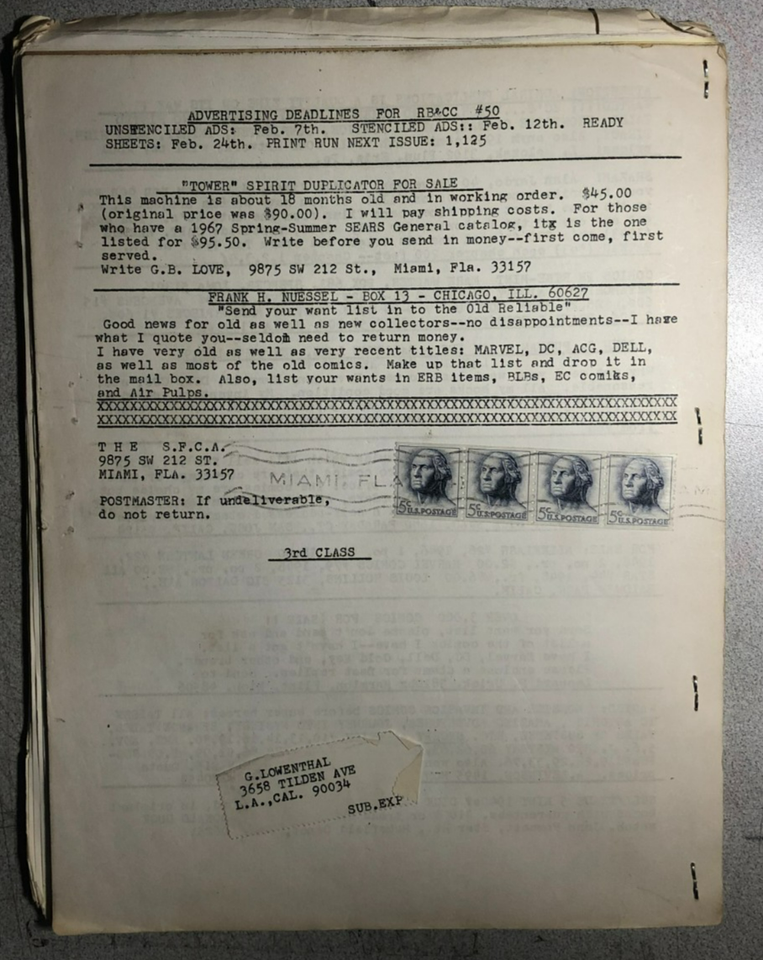 ADVERTISING DEADLINES FOR RB&CC #50
UNSTENCILED ADS: Feb. 7th. STENCILED ADS:: Feb. 12th. READY
SHEETS: Feb. 24th. PRINT RUN NEXT ISSUE: 1,125
"TOWER" SPIRIT DUPLICATOR FOR SALE
This machine is about 18 months old and in working order. $45.00
(original price was $90.00). I will pay shipping costs. For those
who have a 1967 Spring-Summer SEARS General catalog, itx is the one
listed for $95.50. Write before you send in money--first come, first
served.
Write G.B. LOVE, 9875 SW 212 St., Miami, Fla. 33157
FRANK H. NUESSEL - BOX 13 - CHICAGO, ILL. 60627
"Send your want list in to the Old Reliable"
Good news for old as well as new collectors--no disappointments--I have
what I quote you--seldom need to return money.
I have very old as well as very recent titles: MARVEL, DC, ACG, DELL,
as well as most of the old comics. Make up that list and drop it in
the mail box. Also, list your wants in ERB items, BLBs, EC comiks,
and Air Pulps.
THE S.F.C.A.
9875 SW 212 ST.
MIAMI, FLA. 33157
MIAMI, FLA
5¢ U.S. POSTAGE 5¢ U.S. POSTAGE 5¢ U.S. POSTAGE 5¢ U.S. POSTAGE
POSTMASTER: If undeliverable,
do not return.
3rd CLASS
G.LOWENTHAL
3658 TILDEN AVE
L.A.,CAL. 90034
SUB.EXP